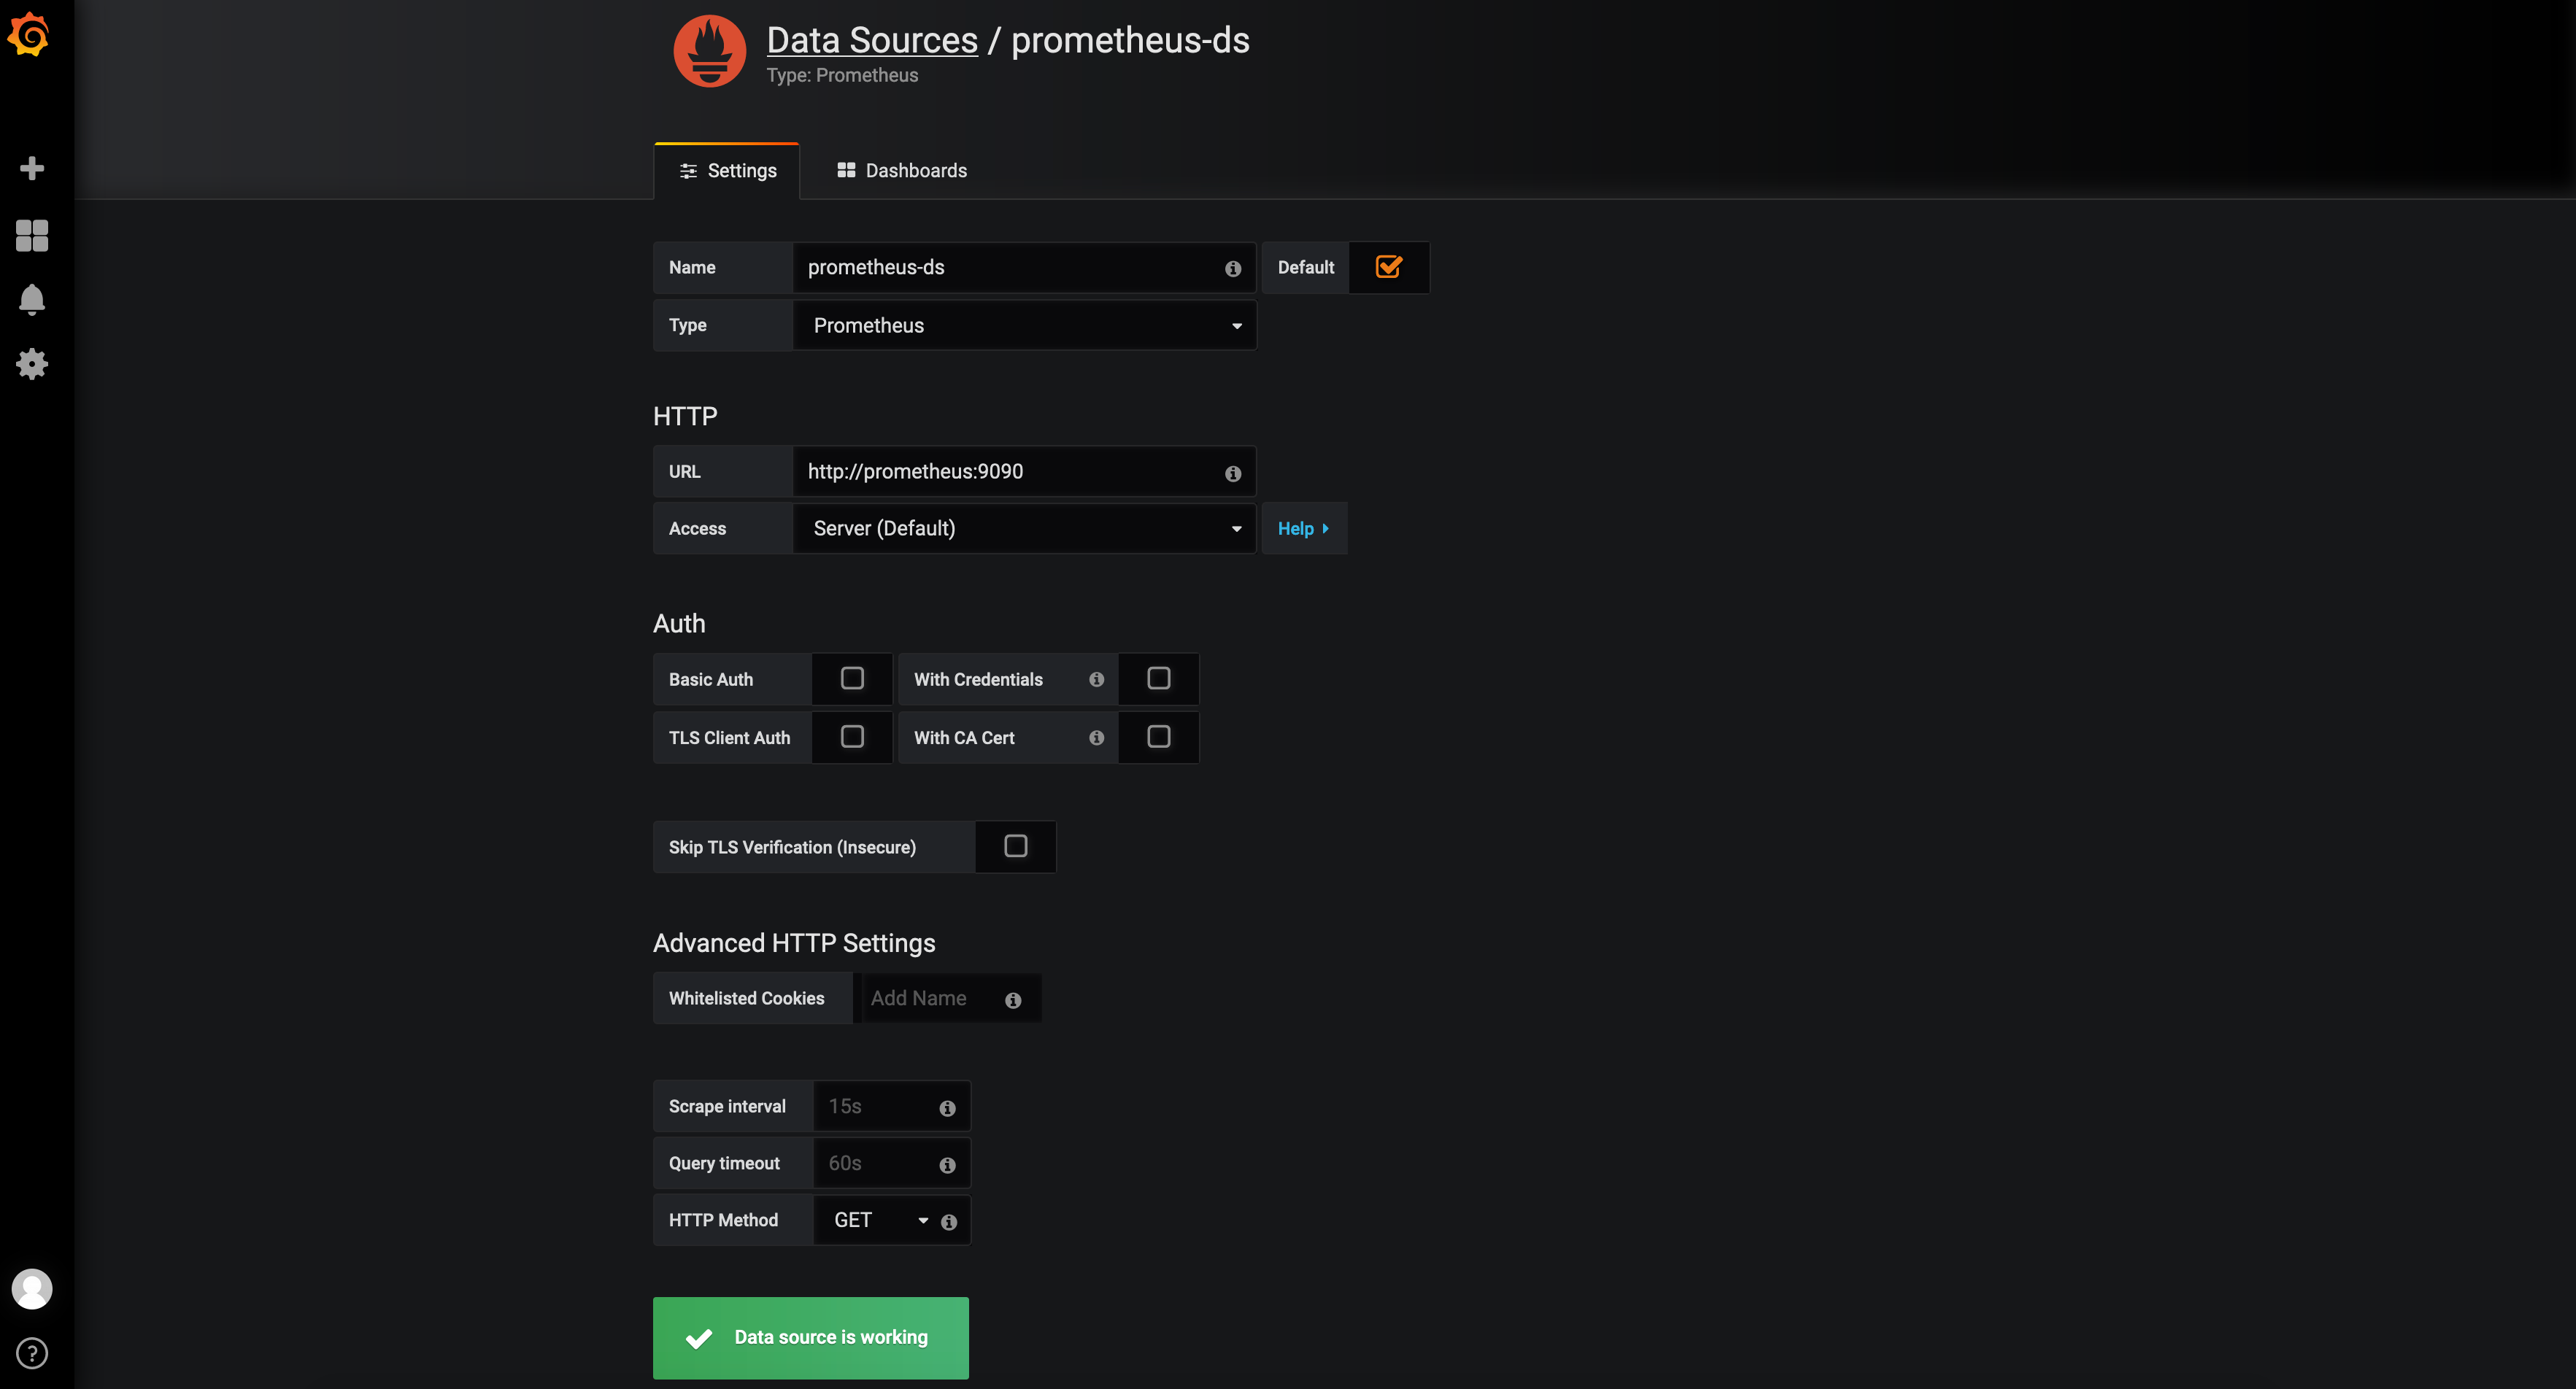 Data Sources / prometheus-ds
Type: Prometheus
Settings
Dashboards
Name
prometheus-ds
Default
Type
Prometheus
HTTP
URL
http://prometheus:9090
Access
Server (Default)
Help
Auth
Basic Auth
With Credentials
TLS Client Auth
With CA Cert
Skip TLS Verification (Insecure)
Advanced HTTP Settings
Whitelisted Cookies
Add Name
Scrape interval
15s
Query timeout
60s
HTTP Method
GET
Data source is working